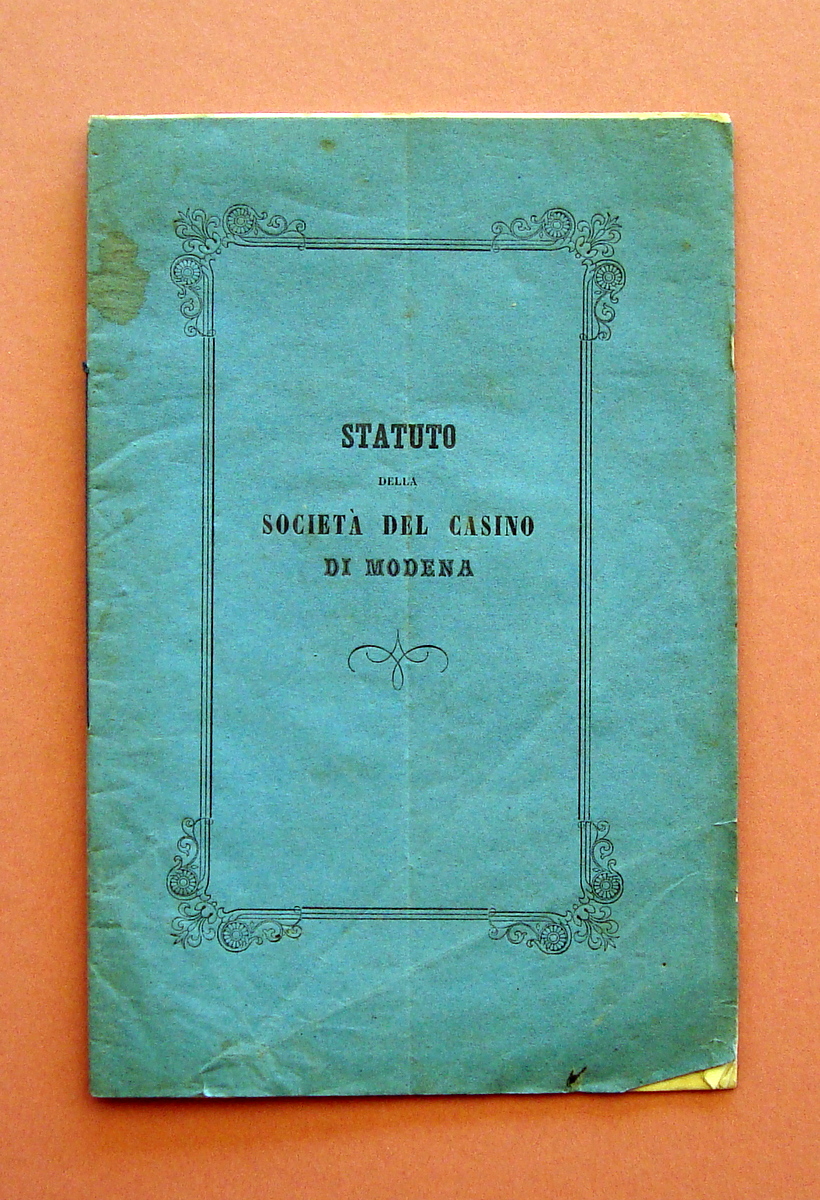 STATUTO
DELLA
SOCIETÀ DEL CASINO
DI MODENA